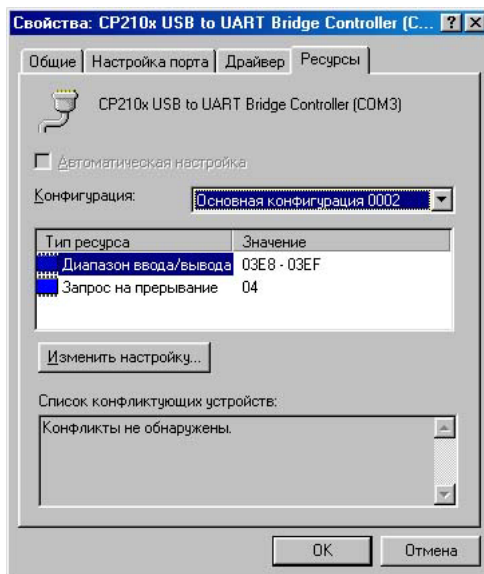 Свойства: CP210x USB to UART Bridge Controller (C...
Общие Настройка порта Драйвер Ресурсы
CP210x USB to UART Bridge Controller (COM3)
Автоматическая настройка
Конфигурация: Основная конфигурация 0002
Тип ресурса Значение
Диапазон ввода/вывода 03E8 - 03EF
Запрос на прерывание 04
Изменить настройку...
Список конфликтующих устройств:
Конфликты не обнаружены.
OK Отмена